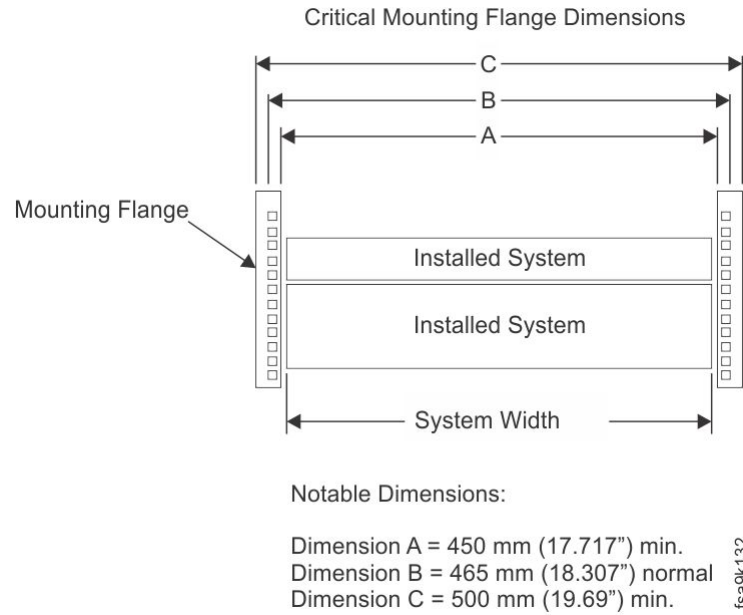 Critical Mounting Flange Dimensions
C
B
A
Mounting Flange
Installed System
Installed System
System Width
Notable Dimensions:
Dimension A = 450 mm (17.717”) min.
Dimension B = 465 mm (18.307”) normal
Dimension C = 500 mm (19.69”) min.
fsa9k132